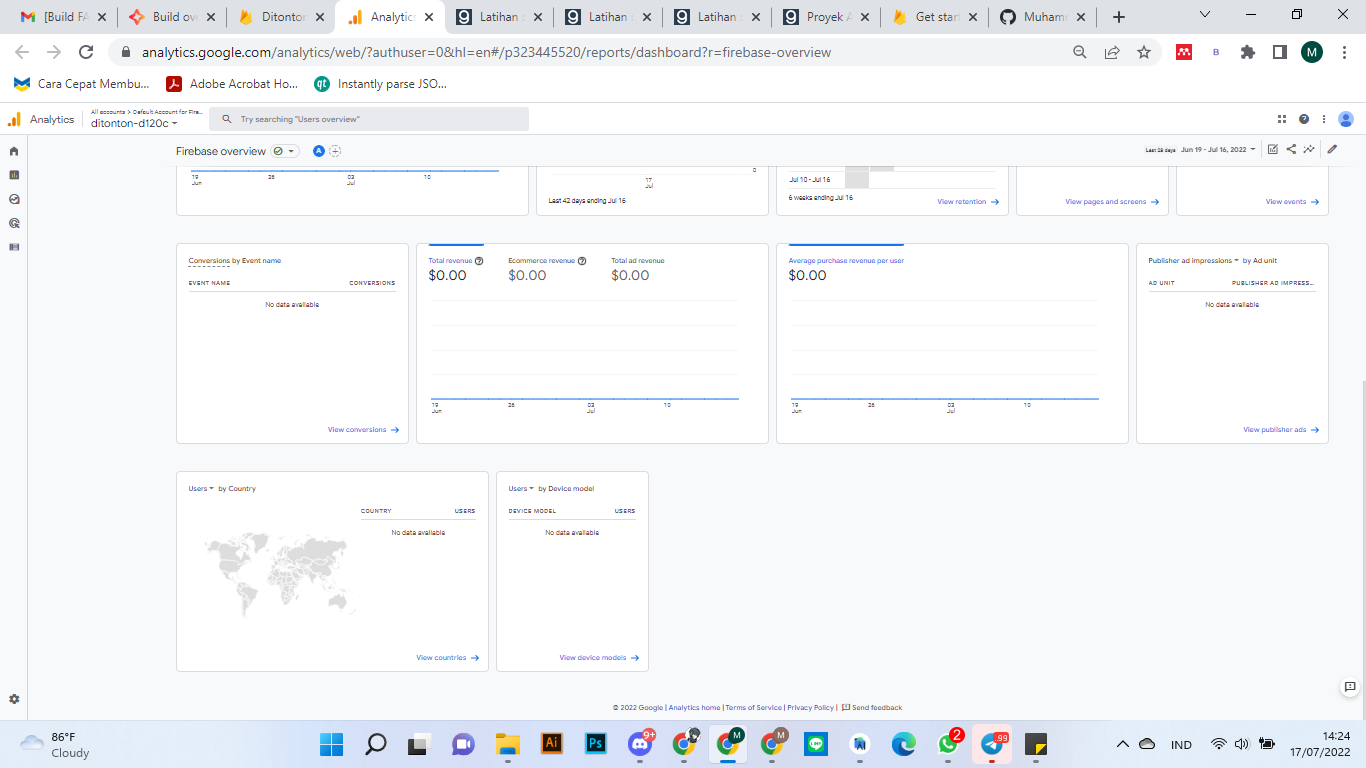 [Build FA
Build ove
Ditonton
Analytics
Latihan
Latihan
Latihan
Proyek A
Get start
Muham
analytics.google.com/analytics/web/?authuser=0&hl=en#/p323445520/reports/dashboard?r=firebase-overview
B
M
Cara Cepat Membu...
Adobe Acrobat Ho...
qt
Instantly parse JSO...
Analytics
All accounts > Default Account for Fire...
ditonton-d120c
Try searching "Users overview"
Firebase overview
A
Last 28 days Jun 19 - Jul 16, 2022
19 Jun
26
03 Jul
10
0
17 Jul
Last 42 days ending Jul 16
Jul 10 - Jul 16
6 weeks ending Jul 16
View retention
View pages and screens
View events
Conversions by Event name
EVENT NAME CONVERSIONS
No data available
View conversions
Total revenue
$0.00
Ecommerce revenue
$0.00
Total ad revenue
$0.00
19 Jun
26
03 Jul
10
Average purchase revenue per user
$0.00
19 Jun
26
03 Jul
10
Publisher ad impressions by Ad unit
AD UNIT PUBLISHER AD IMPRESS...
No data available
View publisher ads
Users by Country
COUNTRY USERS
No data available
View countries
Users by Device model
DEVICE MODEL USERS
No data available
View device models
© 2022 Google | Analytics home | Terms of Service | Privacy Policy | Send feedback
86°F
Cloudy
Ai
Ps
9+
M
M
LINE
2
99
IND
14:24
17/07/2022